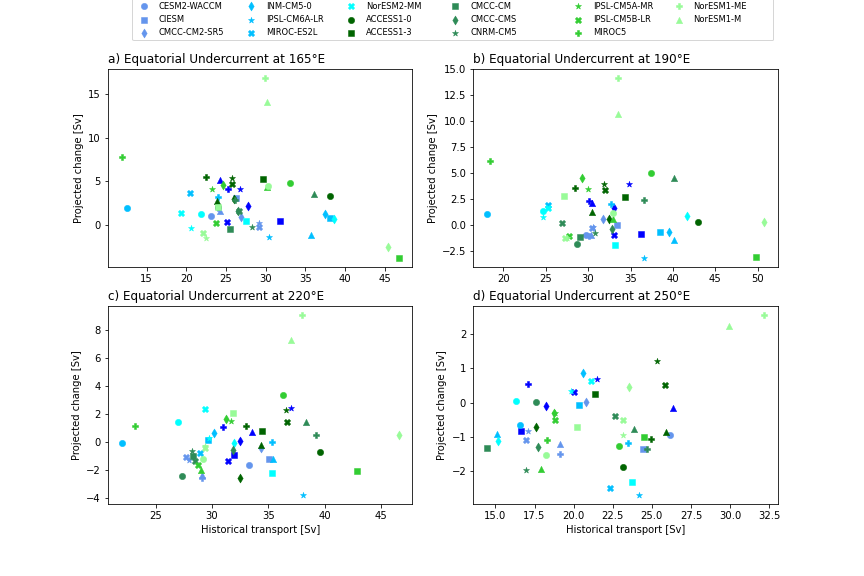 CESM2-WACCM INM-CM5-0 NorESM2-MM CMCC-CM IPSL-CM5A-MR NorESM1-ME
CIESM IPSL-CM6A-LR ACCESS1-0 CMCC-CMS IPSL-CM5B-LR NorESM1-M
CMCC-CM2-SR5 MIROC-ES2L ACCESS1-3 CNRM-CM5 MIROC5
a) Equatorial Undercurrent at 165°E
Projected change [Sv]
15
10
5
0
15 20 25 30 35 40 45
b) Equatorial Undercurrent at 190°E
Projected change [Sv]
15.0
12.5
10.0
7.5
5.0
2.5
0.0
−2.5
20 25 30 35 40 45 50
c) Equatorial Undercurrent at 220°E
Projected change [Sv]
8
6
4
2
0
−2
−4
25 30 35 40 45
Historical transport [Sv]
d) Equatorial Undercurrent at 250°E
Projected change [Sv]
2
1
0
−1
−2
15.0 17.5 20.0 22.5 25.0 27.5 30.0 32.5
Historical transport [Sv]